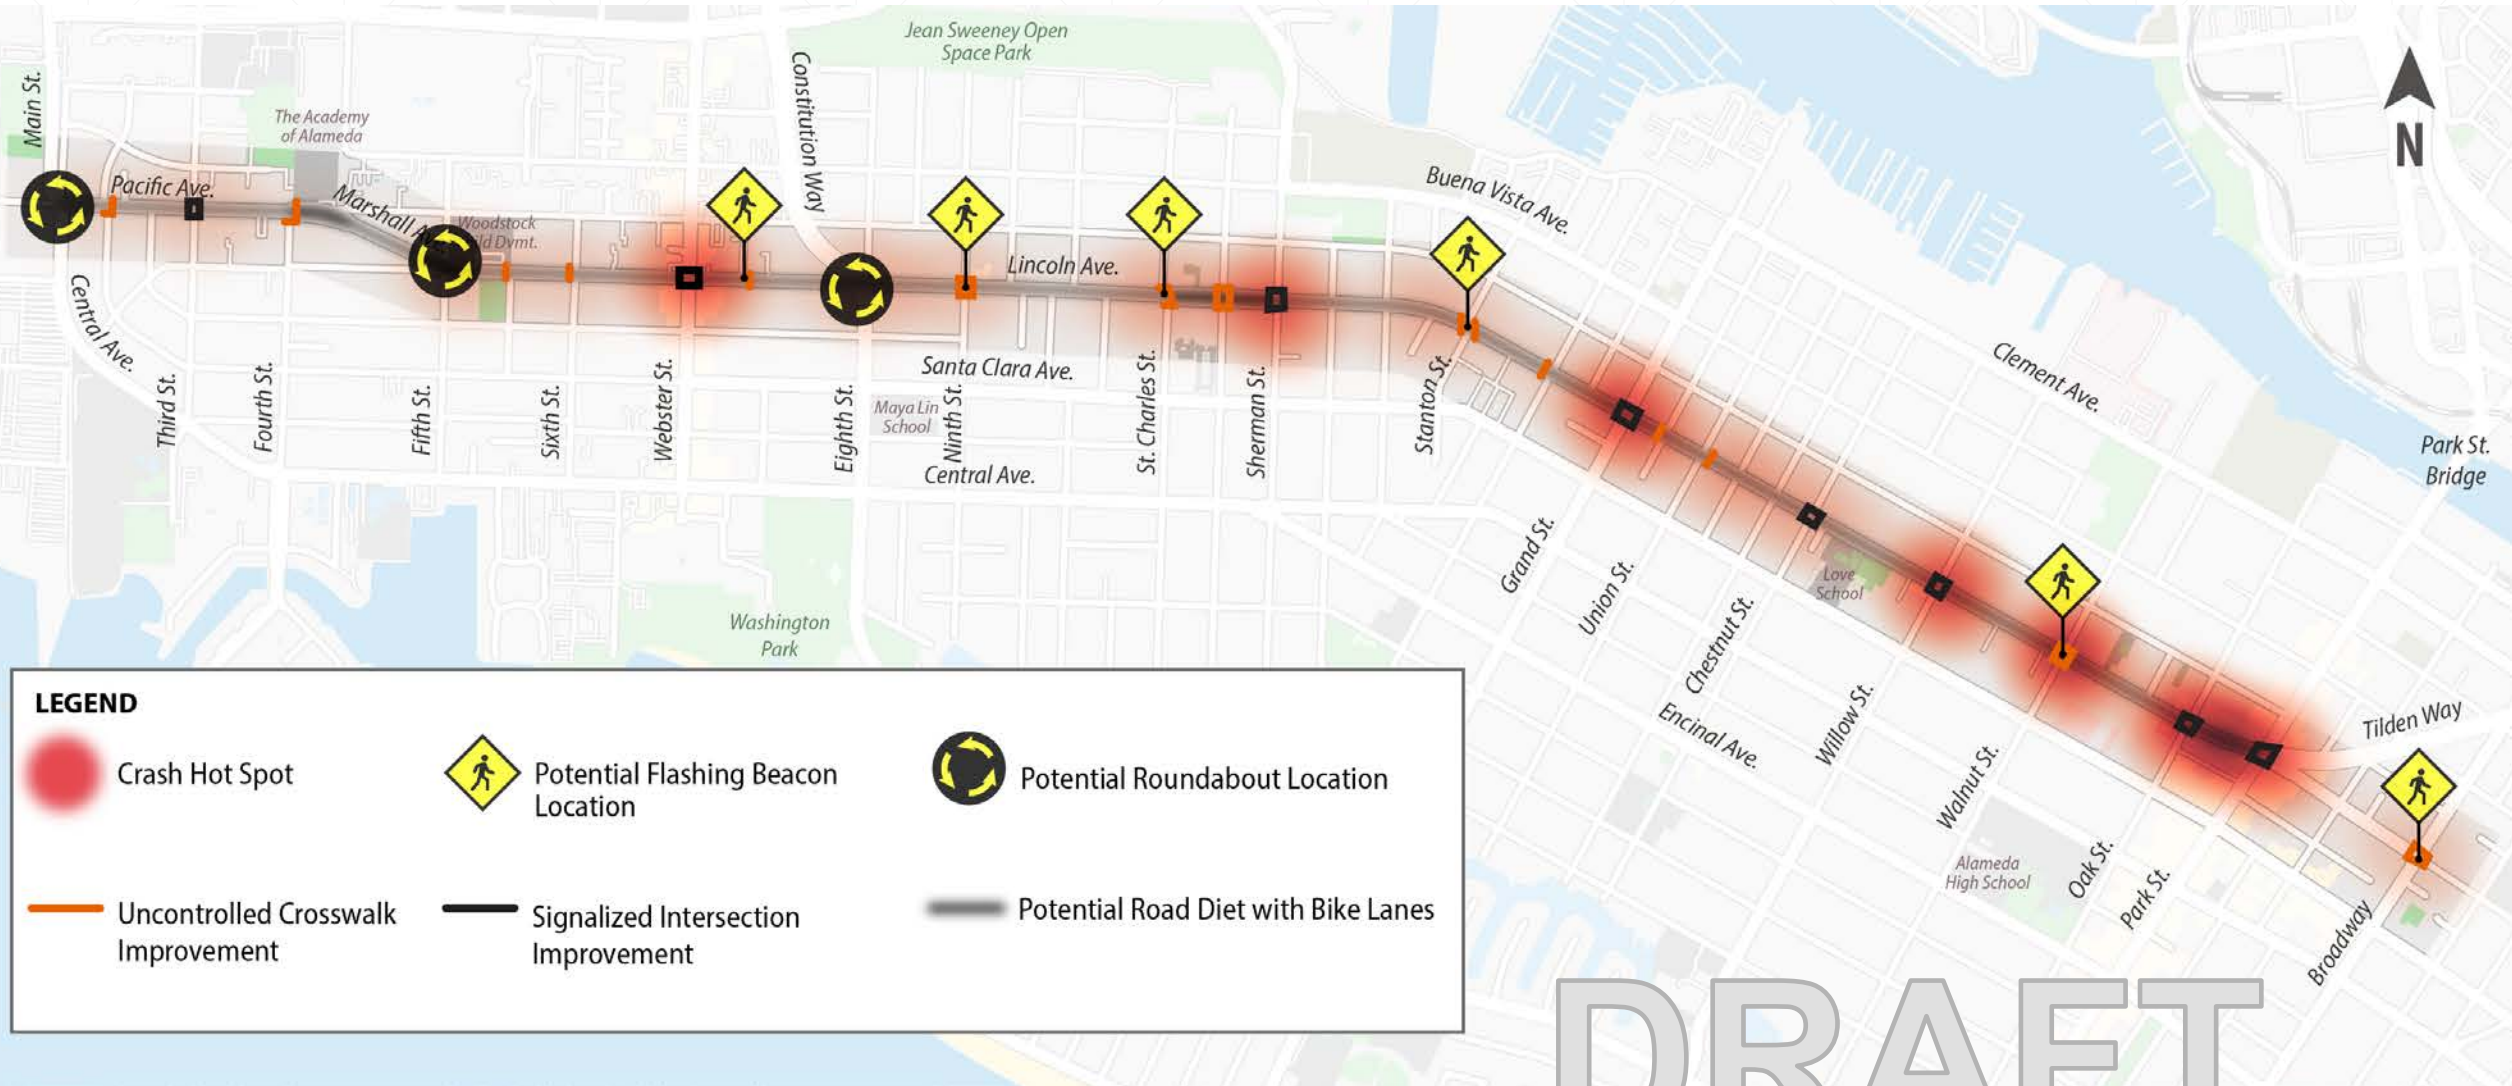 Jean Sweeney Open
Space Park
Main St.
Constitution Way
The Academy
of Alameda
N
Pacific Ave.
Marshall
Woodstock
Dvmt.
Buena Vista Ave.
Lincoln Ave.
Central Ave.
Santa Clara Ave.
Clement Ave.
Third St.
Fourth St.
Fifth St.
Sixth St.
Webster St.
Eighth St.
Maya Lin
School
Ninth St.
St. Charles St.
Sherman St.
Stanton St.
Central Ave.
Park St.
Bridge
Grand St.
Union St.
Love
School
Chestnut St.
Washington
Park
Encinal Ave.
Willow St.
Walnut St.
Tilden Way
Alameda
High School
Oak St.
Park St.
Broadway
LEGEND
Crash Hot Spot
Potential Flashing Beacon
Location
Potential Roundabout Location
Uncontrolled Crosswalk
Improvement
Signalized Intersection
Improvement
Potential Road Diet with Bike Lanes
DRAFT